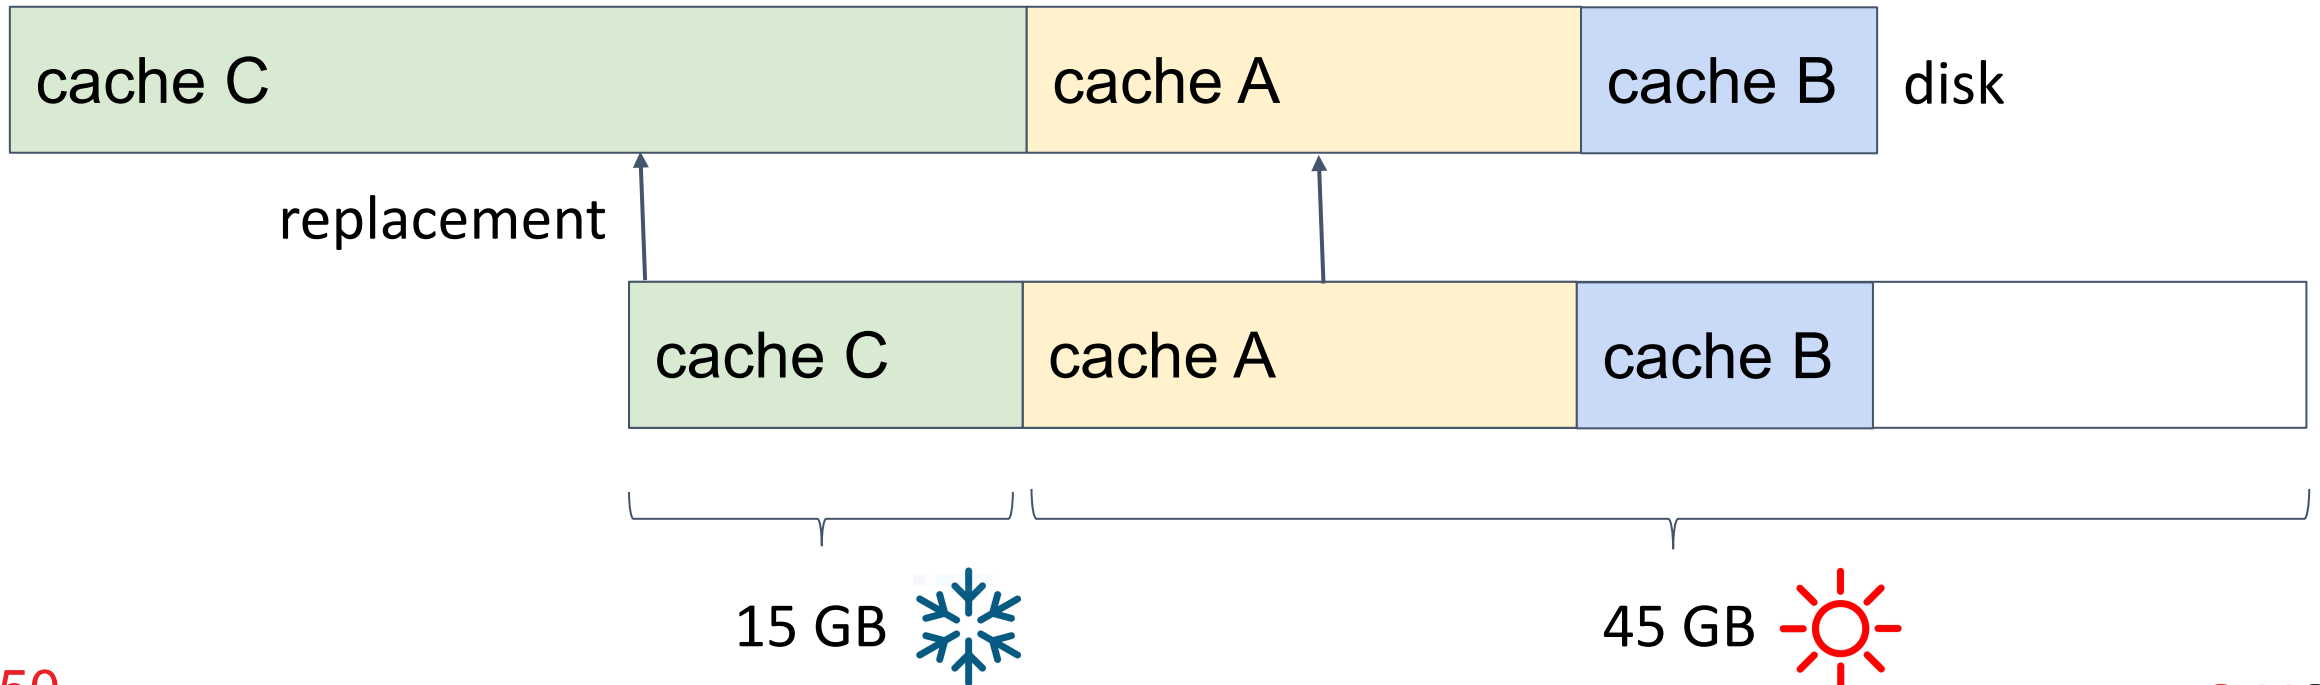 cache C
cache A
cache B
disk
replacement
cache C
cache A
cache B
15 GB
45 GB